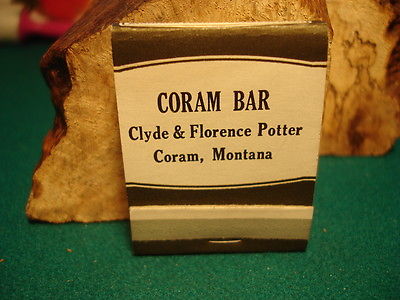 CORAM BAR
Clyde & Florence Potter
Coram, Montana